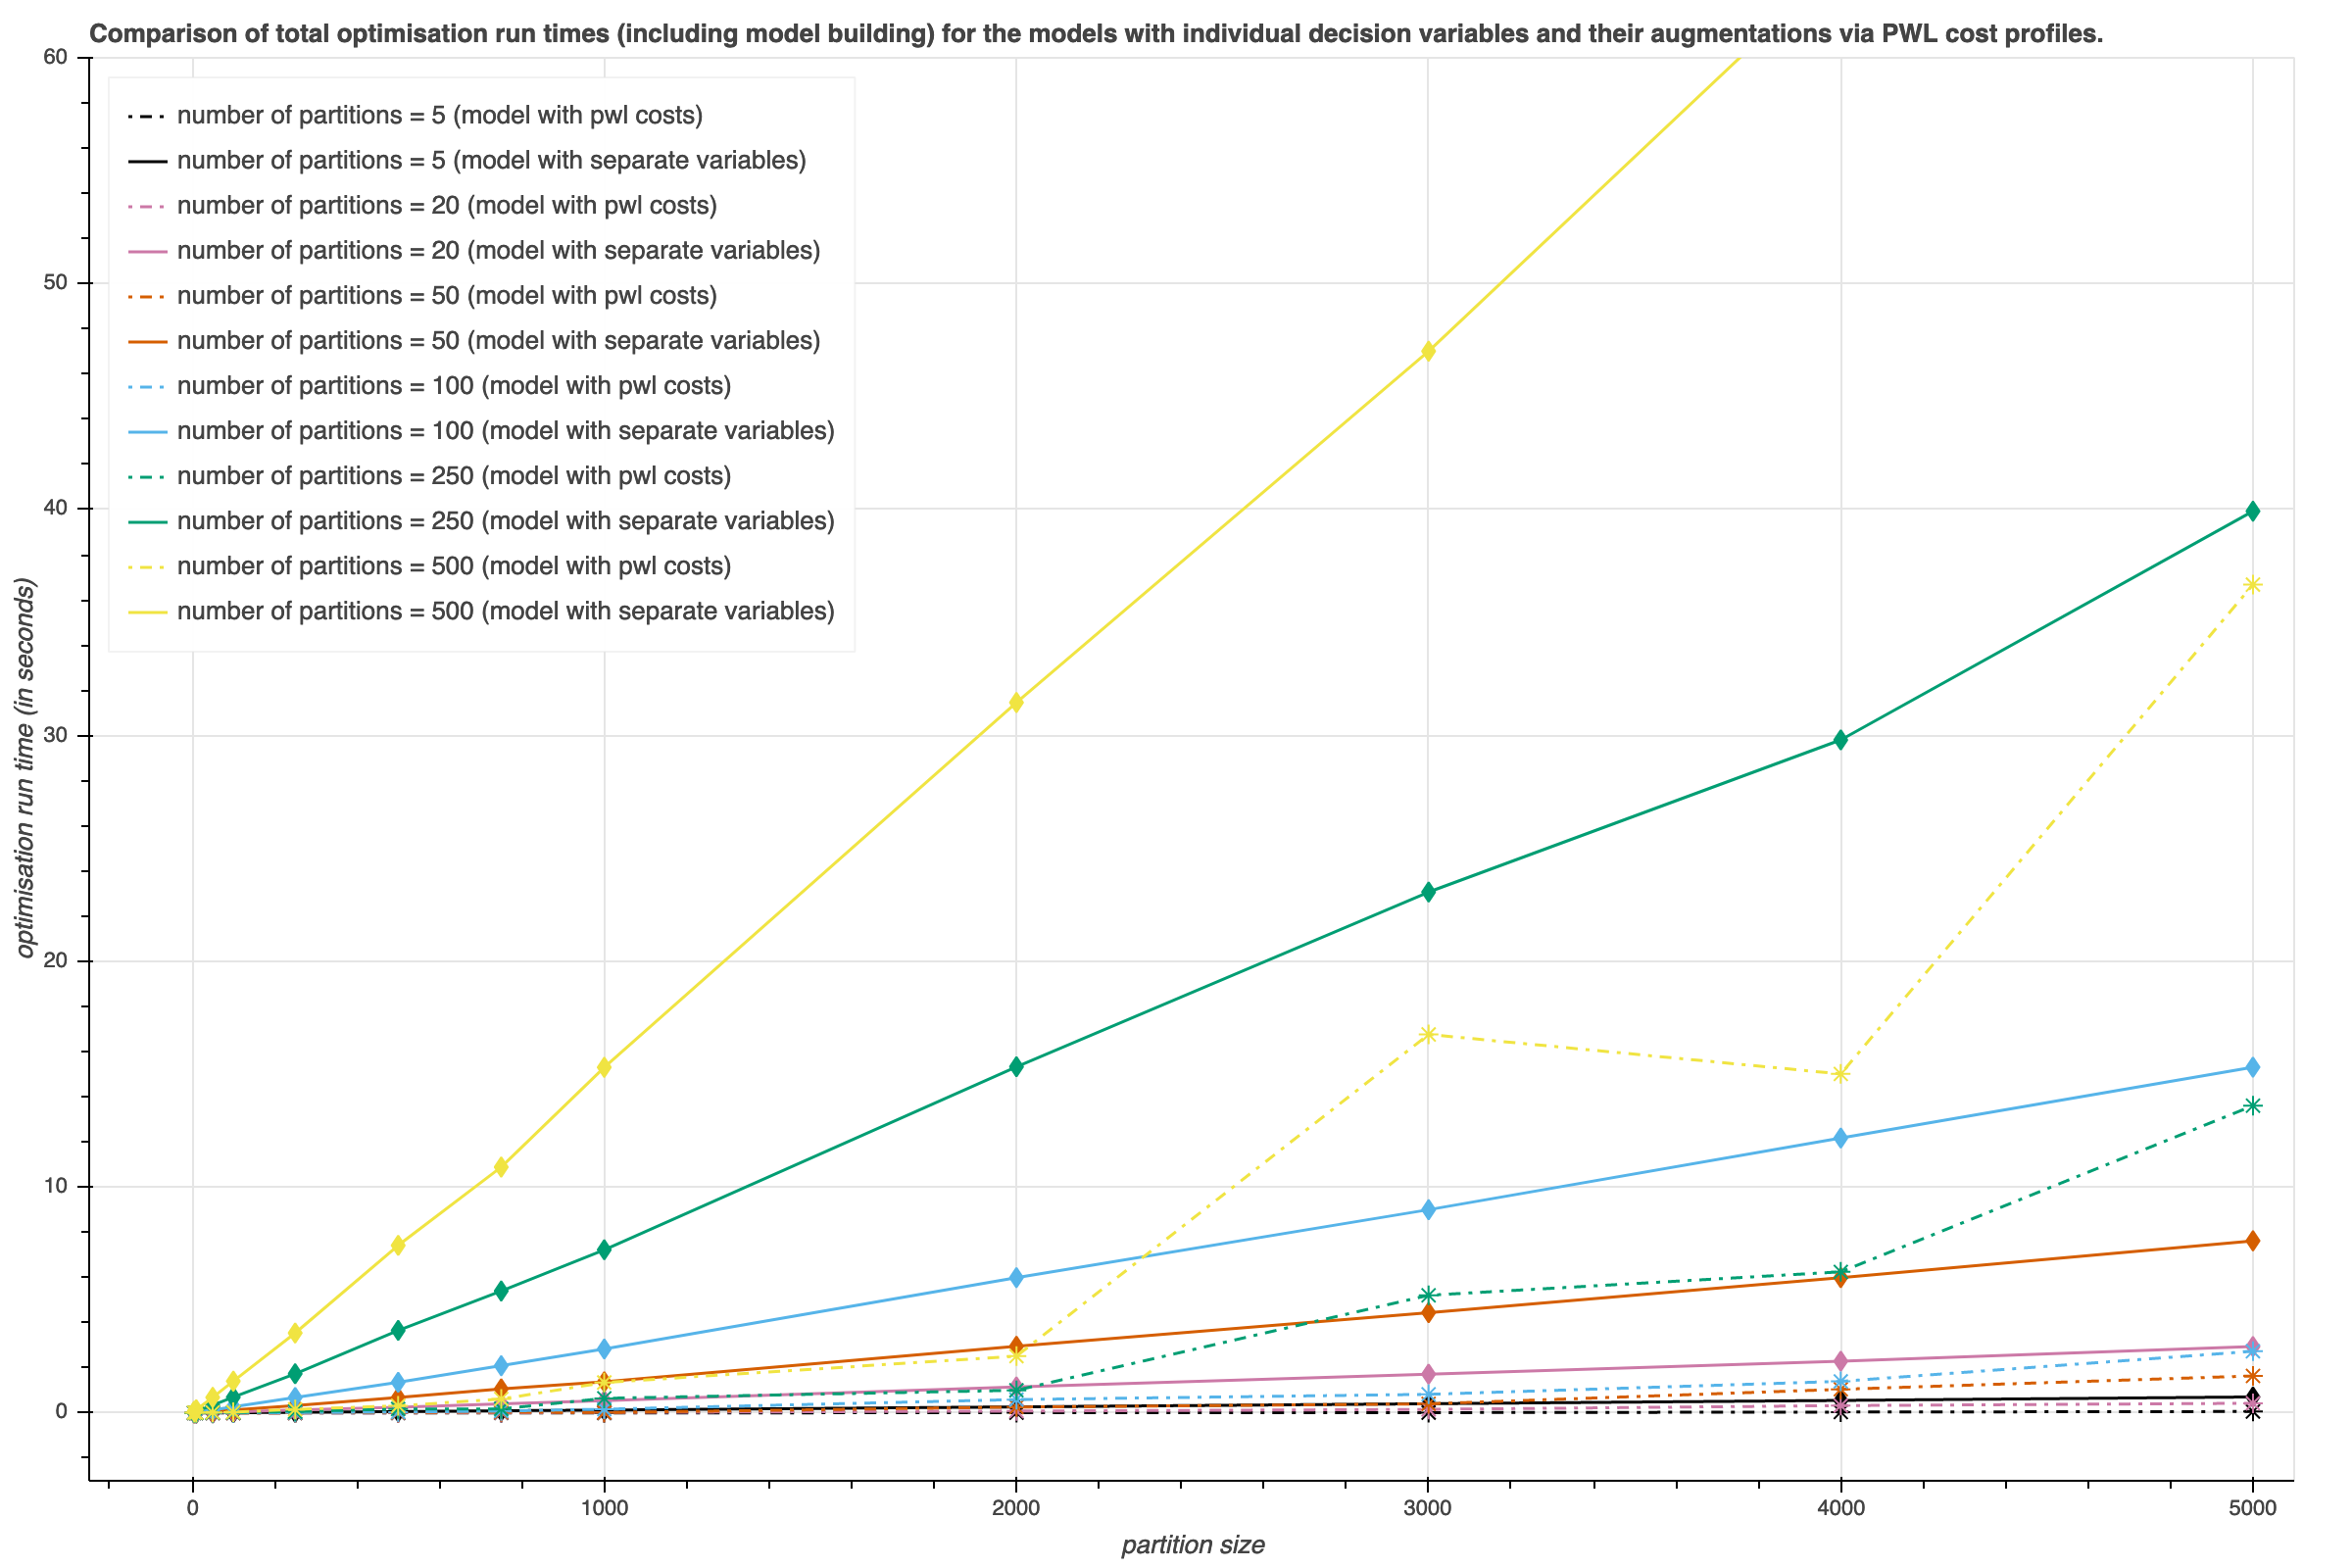 Comparison of total optimisation run times (including model building) for the models with individual decision variables and their augmentations via PWL cost profiles.
60
50
40
30
20
10
0
optimisation run time (in seconds)
number of partitions = 5 (model with pwl costs)
number of partitions = 5 (model with separate variables)
number of partitions = 20 (model with pwl costs)
number of partitions = 20 (model with separate variables)
number of partitions = 50 (model with pwl costs)
number of partitions = 50 (model with separate variables)
number of partitions = 100 (model with pwl costs)
number of partitions = 100 (model with separate variables)
number of partitions = 250 (model with pwl costs)
number of partitions = 250 (model with separate variables)
number of partitions = 500 (model with pwl costs)
number of partitions = 500 (model with separate variables)
0 1000 2000 3000 4000 5000
partition size